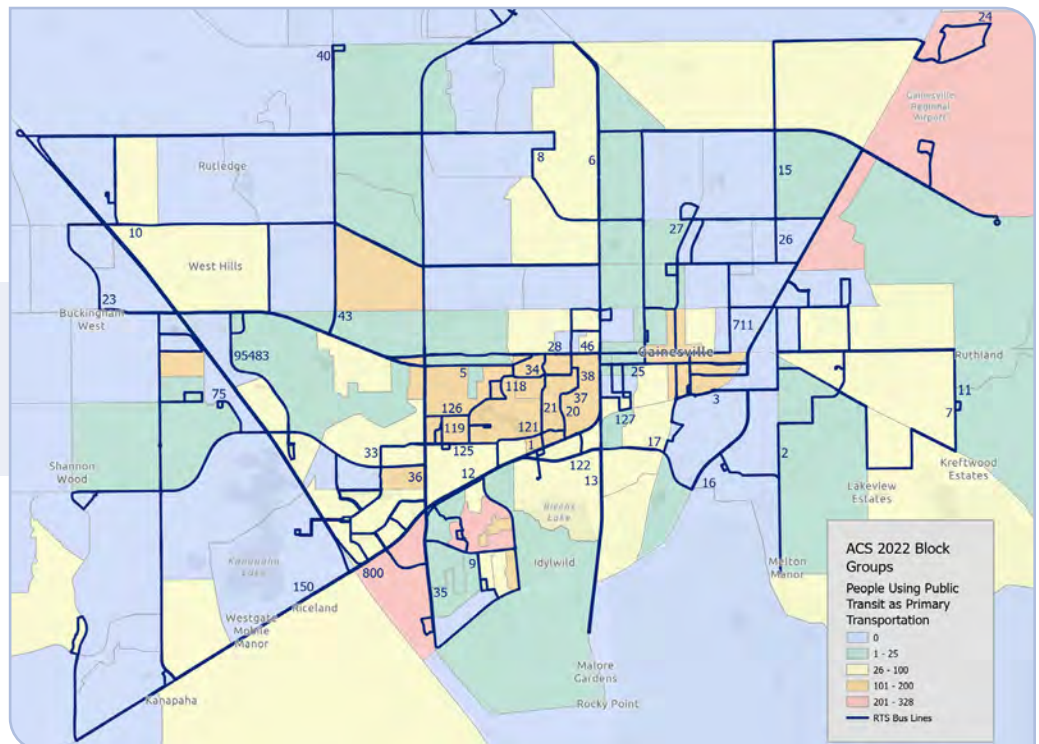 24
40
Gainesville
Regional
Airport
8
6
15
Rutledge
27
26
10
West Hills
23
43
Buckingham
West
711
28
46
Gainesville
95483
34
5
25
Ruthland
118
38
75
37
11
126
21
20
3
7
119
121
127
125
1
17
33
2
Shannon
Wood
12
122
36
13
16
Kreftwood
Estates
Lakeview
Estates
Bivens
Lake
Kanapaha
Lake
800
9
Idylwild
Melton
Manor
150
35
Riceland
Westgate
Mobile
Manor
Malore
Gardens
Kanapaha
Rocky Point
ACS 2022 Block
Groups
People Using Public
Transit as Primary
Transportation
0
1 - 25
26 - 100
101 - 200
201 - 328
RTS Bus Lines